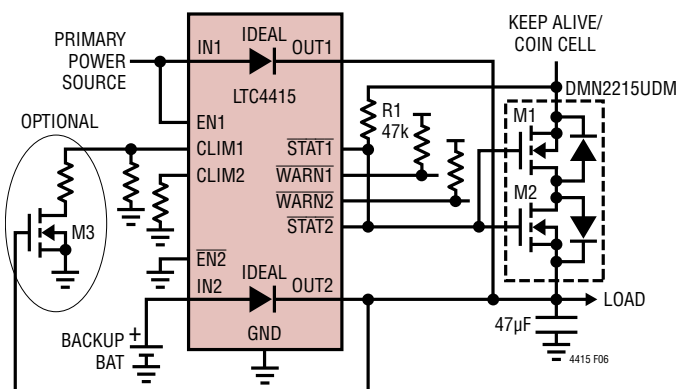 PRIMARY
POWER
SOURCE
OPTIONAL
M3
BACKUP
BAT
+
IN1
IDEAL
OUT1
LTC4415
EN1
CLIM1
CLIM2
STAT1
WARN1
WARN2
STAT2
EN2
IN2
IDEAL
OUT2
GND
R1
47k
KEEP ALIVE/
COIN CELL
DMN2215UDM
M1
M2
LOAD
47µF
4415 F06